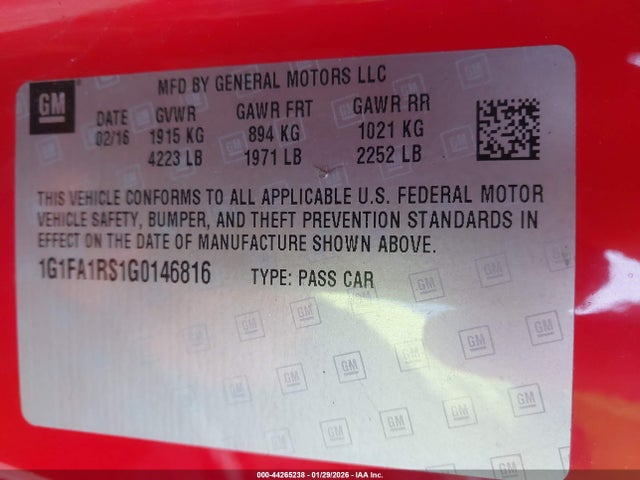 GM
MFD BY GENERAL MOTORS LLC
DATE GVWR GAWR FRT GAWR RR
02/16 1915 KG 894 KG 1021 KG
4223 LB 1971 LB 2252 LB
THIS VEHICLE CONFORMS TO ALL APPLICABLE U.S. FEDERAL MOTOR
VEHICLE SAFETY, BUMPER, AND THEFT PREVENTION STANDARDS IN
EFFECT ON THE DATE OF MANUFACTURE SHOWN ABOVE.
1G1FA1RS1G0146816 TYPE: PASS CAR
000-44265238 - 01/29/2026 - IAA Inc.